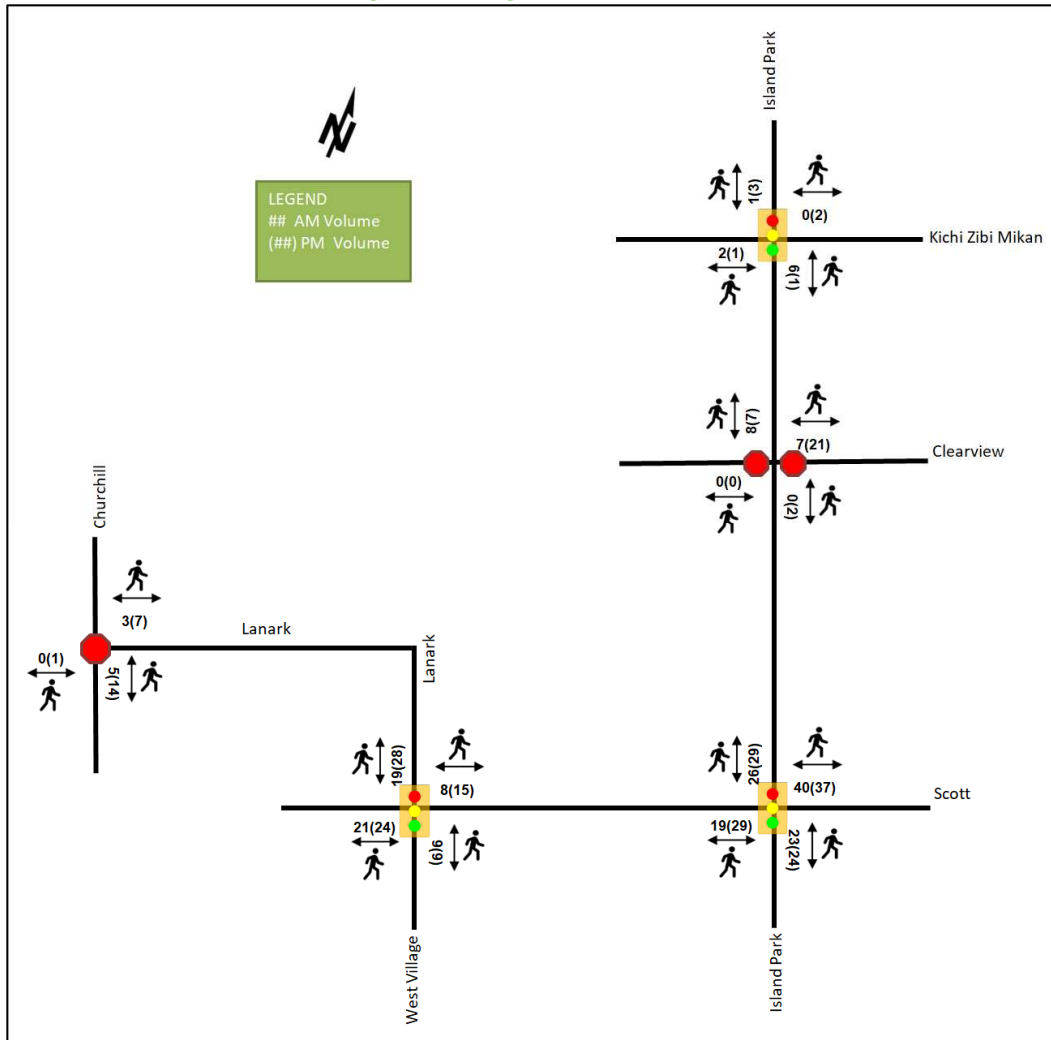 Island Park
LEGEND
## AM Volume
(##) PM Volume
1(3)
0(2)
Kichi Zibi Mikan
2(1)
6(1)
8(7)
7(21)
Clearview
0(0)
0(2)
Churchill
3(7)
Lanark
Lanark
0(1)
5(14)
19(28)
8(15)
26(29)
40(37)
Scott
21(24)
9(9)
19(29)
23(24)
West Village
Island Park